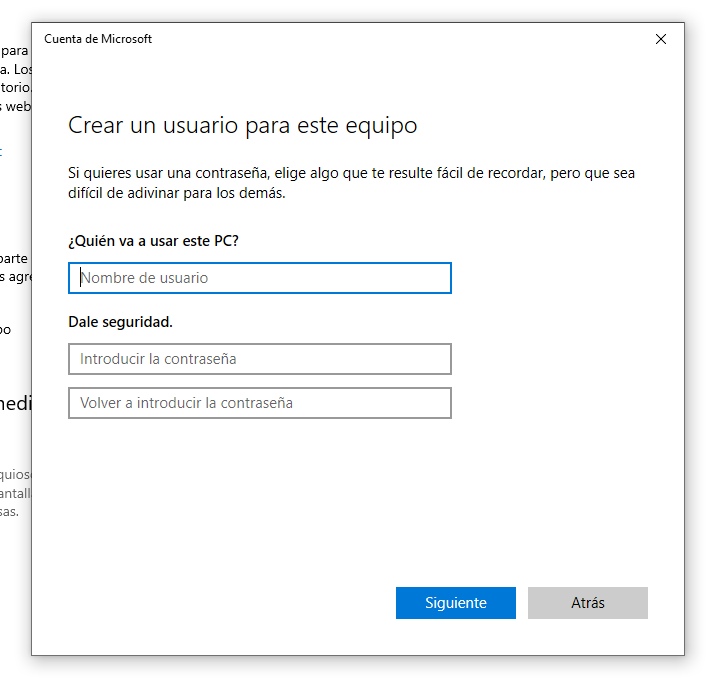 Cuenta de Microsoft
para
a. Los
torio.
s web
Crear un usuario para este equipo
Si quieres usar una contraseña, elige algo que te resulte fácil de recordar, pero que sea
difícil de adivinar para los demás.
¿Quién va a usar este PC?
parte
s agre
Nombre de usuario
Dale seguridad.
po
Introducir la contraseña
Volver a introducir la contraseña
medi
quios
antall
sas.
Siguiente
Atrás